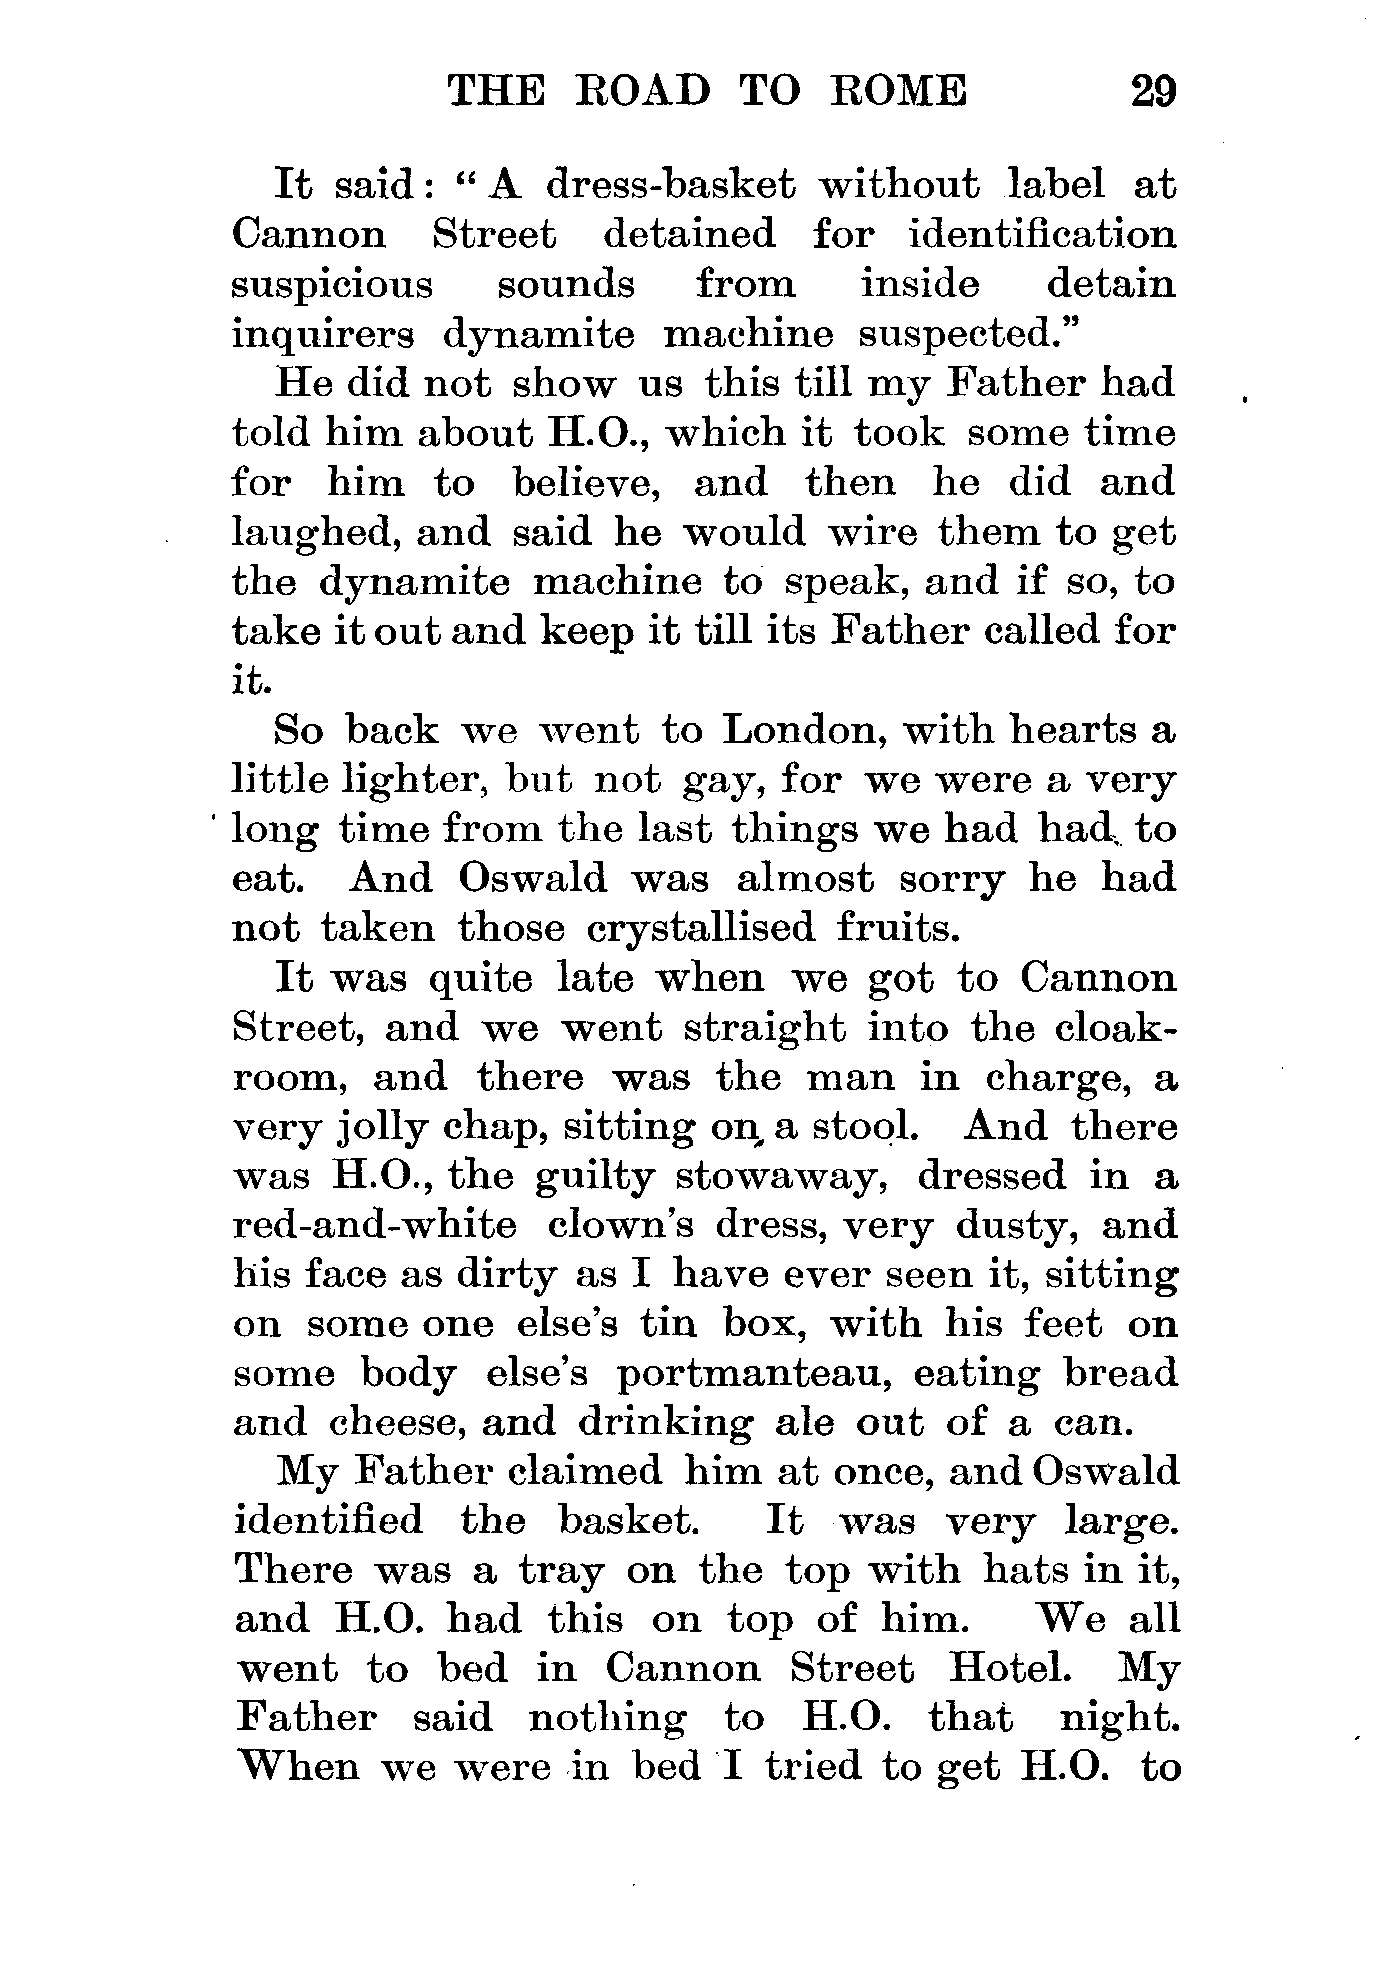 THE ROAD TO ROME 29
It said: “A dress-basket without label at
Cannon Street detained for identification
suspicious sounds from inside detain
inquirers dynamite machine suspected.”
He did not show us this till my Father had
told him about H.O., which it took some time
for him to believe, and then he did and
laughed, and said he would wire them to get
the dynamite machine to speak, and if so, to
take it out and keep it till its Father called for
it.
So back we went to London, with hearts a
little lighter, but not gay, for we were a very
long time from the last things we had had to
eat. And Oswald was almost sorry he had
not taken those crystallised fruits.
It was quite late when we got to Cannon
Street, and we went straight into the cloak-
room, and there was the man in charge, a
very jolly chap, sitting on a stool. And there
was H.O., the guilty stowaway, dressed in a
red-and-white clown's dress, very dusty, and
his face as dirty as I have ever seen it, sitting
on some one else's tin box, with his feet on
some body else's portmanteau, eating bread
and cheese, and drinking ale out of a can.
My Father claimed him at once, and Oswald
identified the basket. It was very large.
There was a tray on the top with hats in it,
and H.O. had this on top of him. We all
went to bed in Cannon Street Hotel. My
Father said nothing to H.O. that night.
When we were in bed I tried to get H.O. to